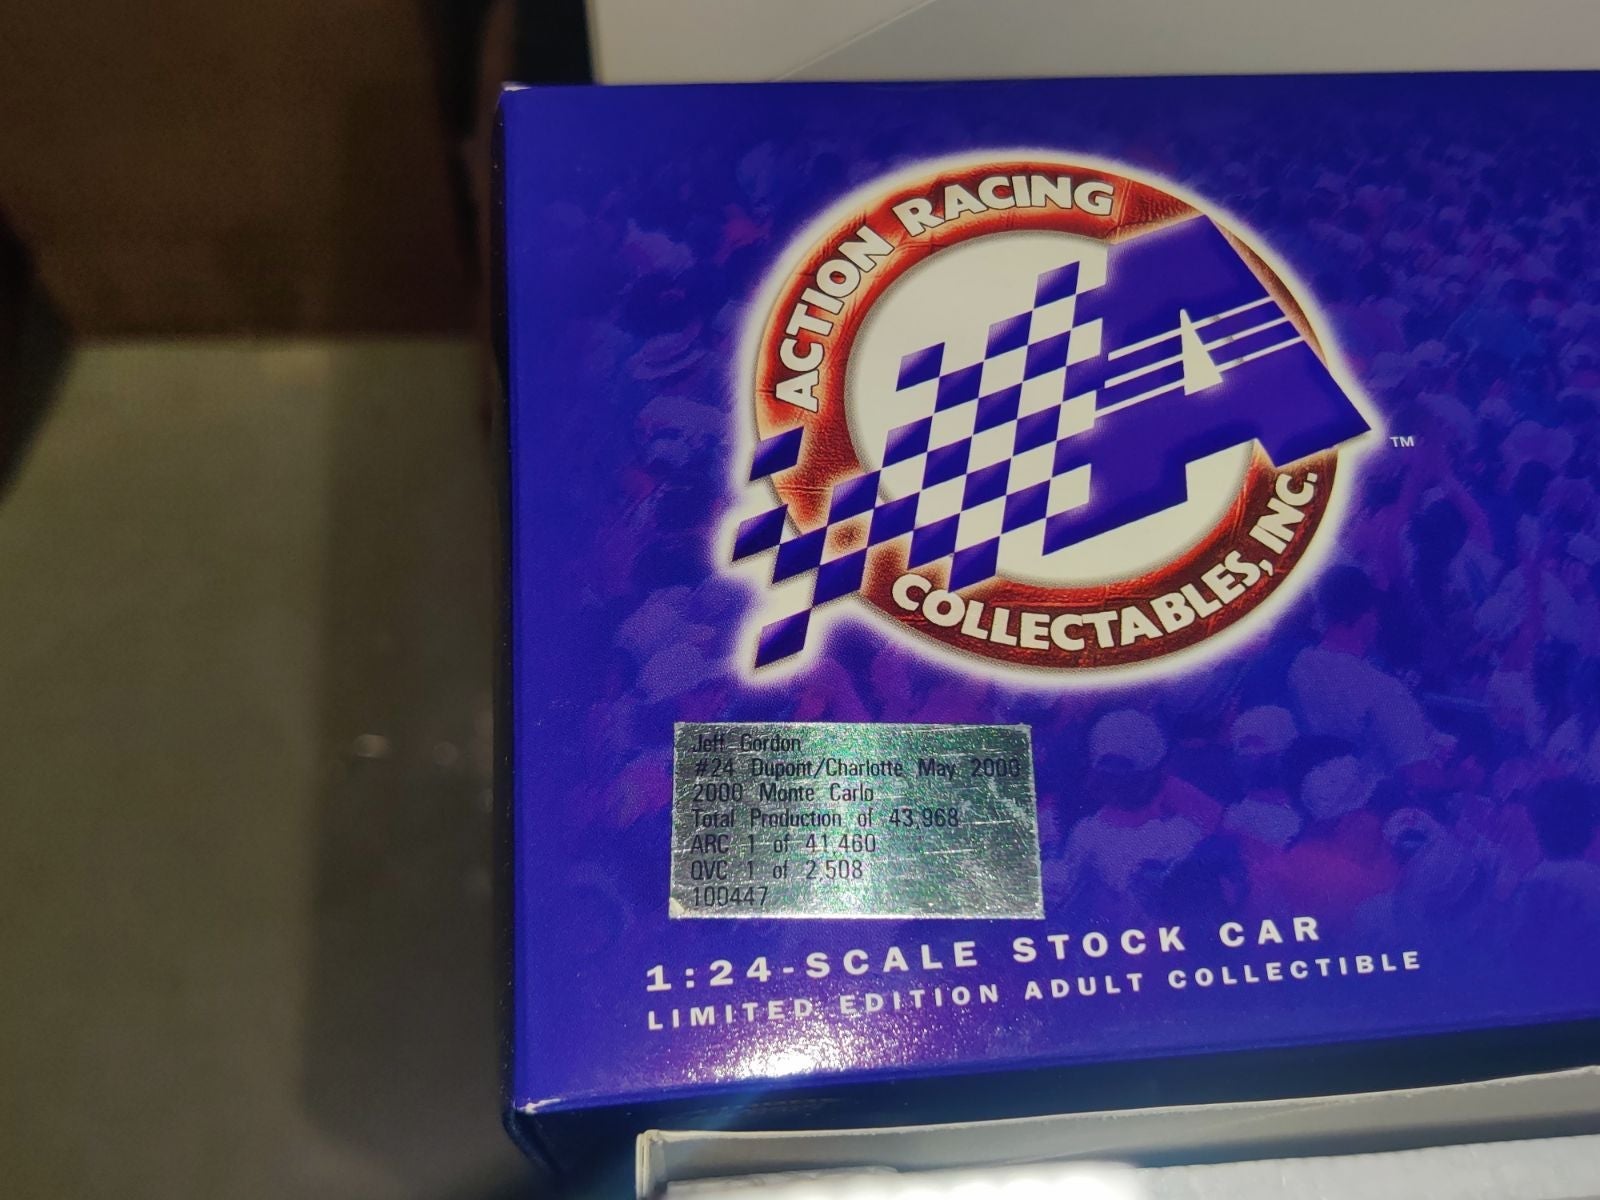 ACTION RACING
COLLECTABLES, INC.
A
TM
Jeff Gordon
#24 Dupont/Charlotte May 2000
2000 Monte Carlo
Total Production of 43,968
ARC 1 of 41,460
QVC 1 of 2,508
100447
1:24-SCALE STOCK CAR
LIMITED EDITION ADULT COLLECTIBLE